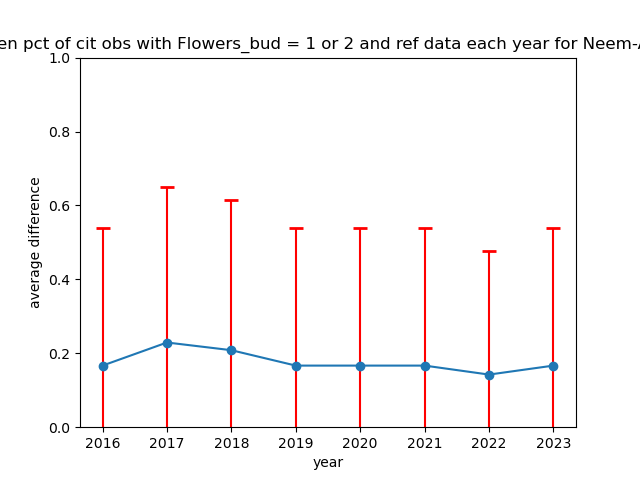 en pct of cit obs with Flowers_bud = 1 or 2 and ref data each year for Neem-
1.0
0.8
0.6
0.4
0.2
0.0
average difference
2016 2017 2018 2019 2020 2021 2022 2023
year